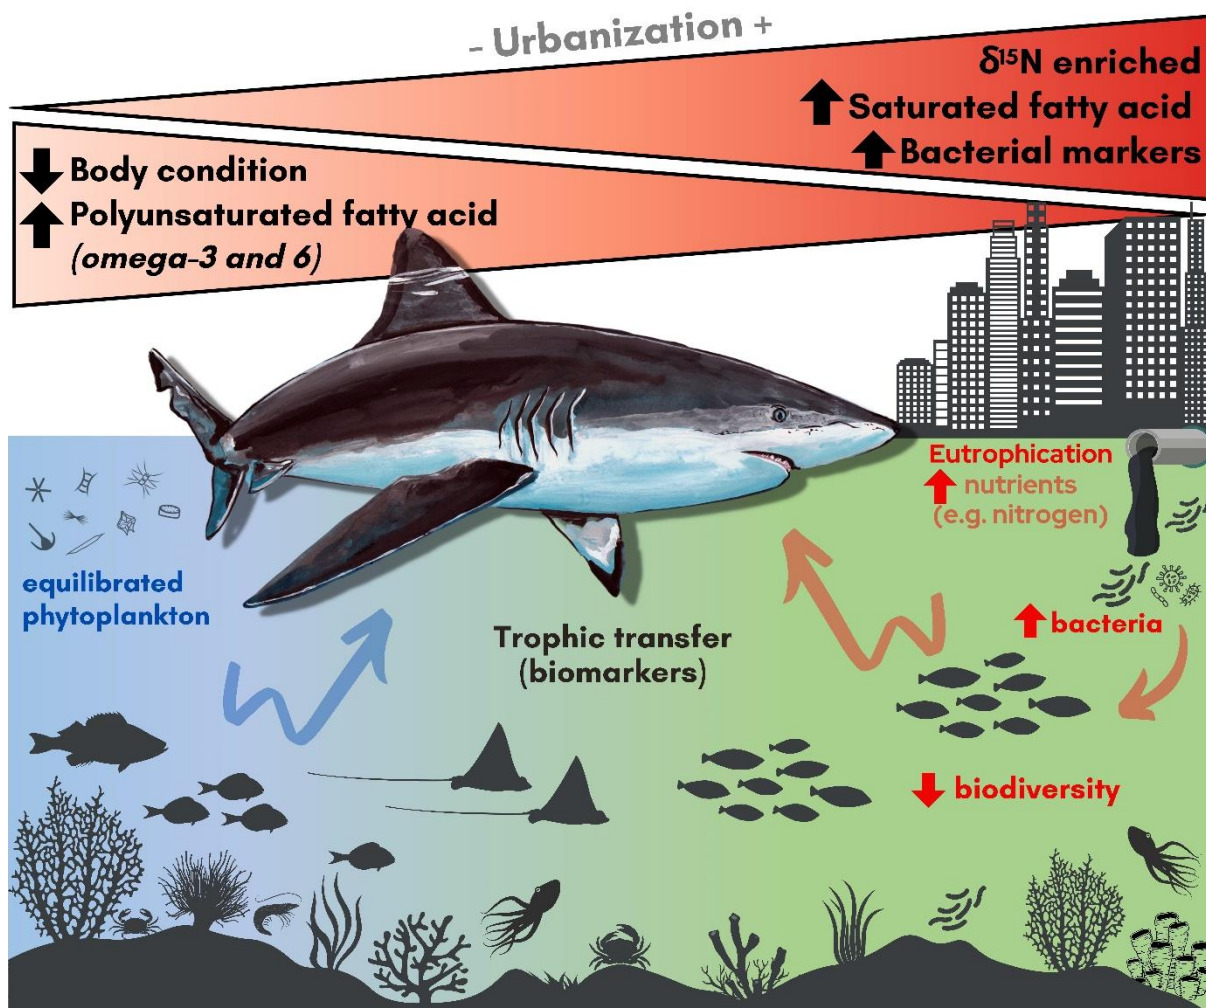 - Urbanization +
δ¹⁵N enriched
Saturated fatty acid
Bacterial markers
Body condition
Polyunsaturated fatty acid
(omega-3 and 6)
Eutrophication
nutrients
(e.g. nitrogen)
equilibrated
phytoplankton
bacteria
Trophic transfer
(biomarkers)
biodiversity